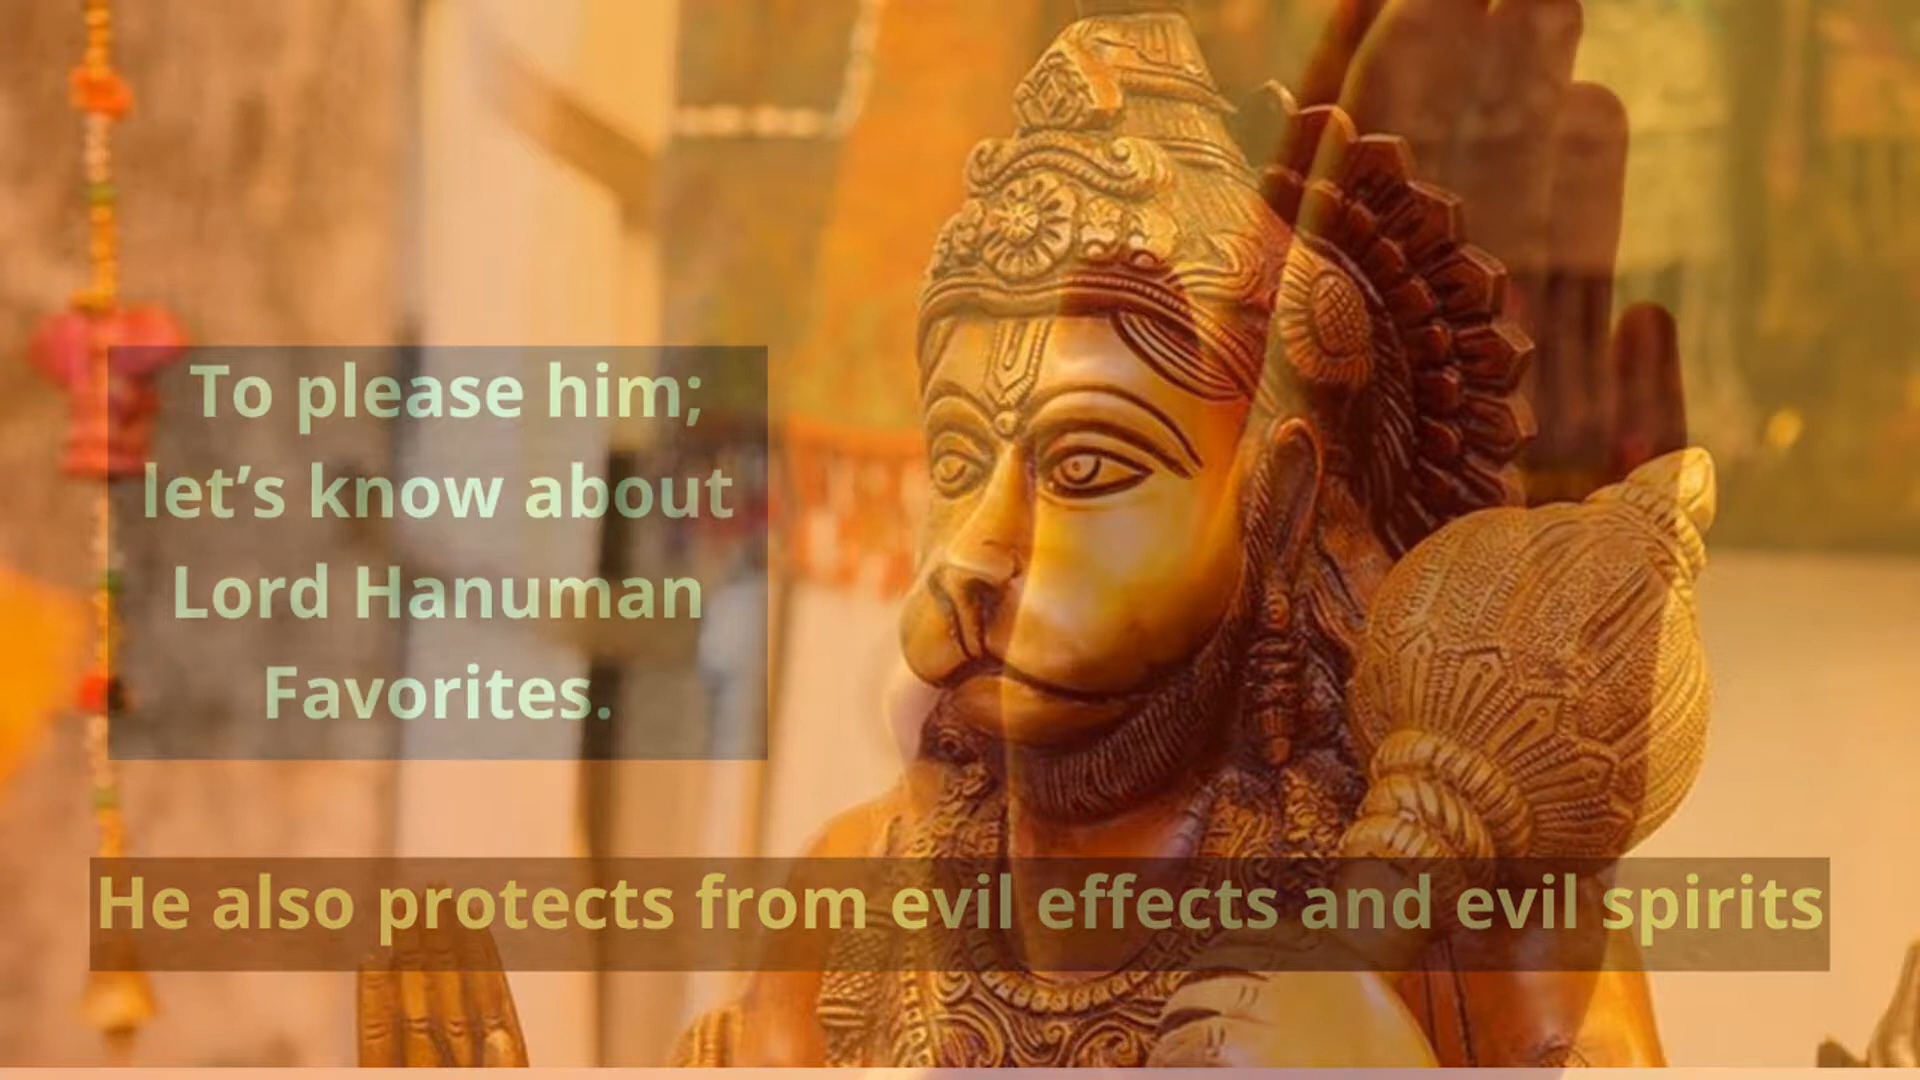 To please him;
let’s know about
Lord Hanuman
Favorites.
He also protects from evil effects and evil spirits